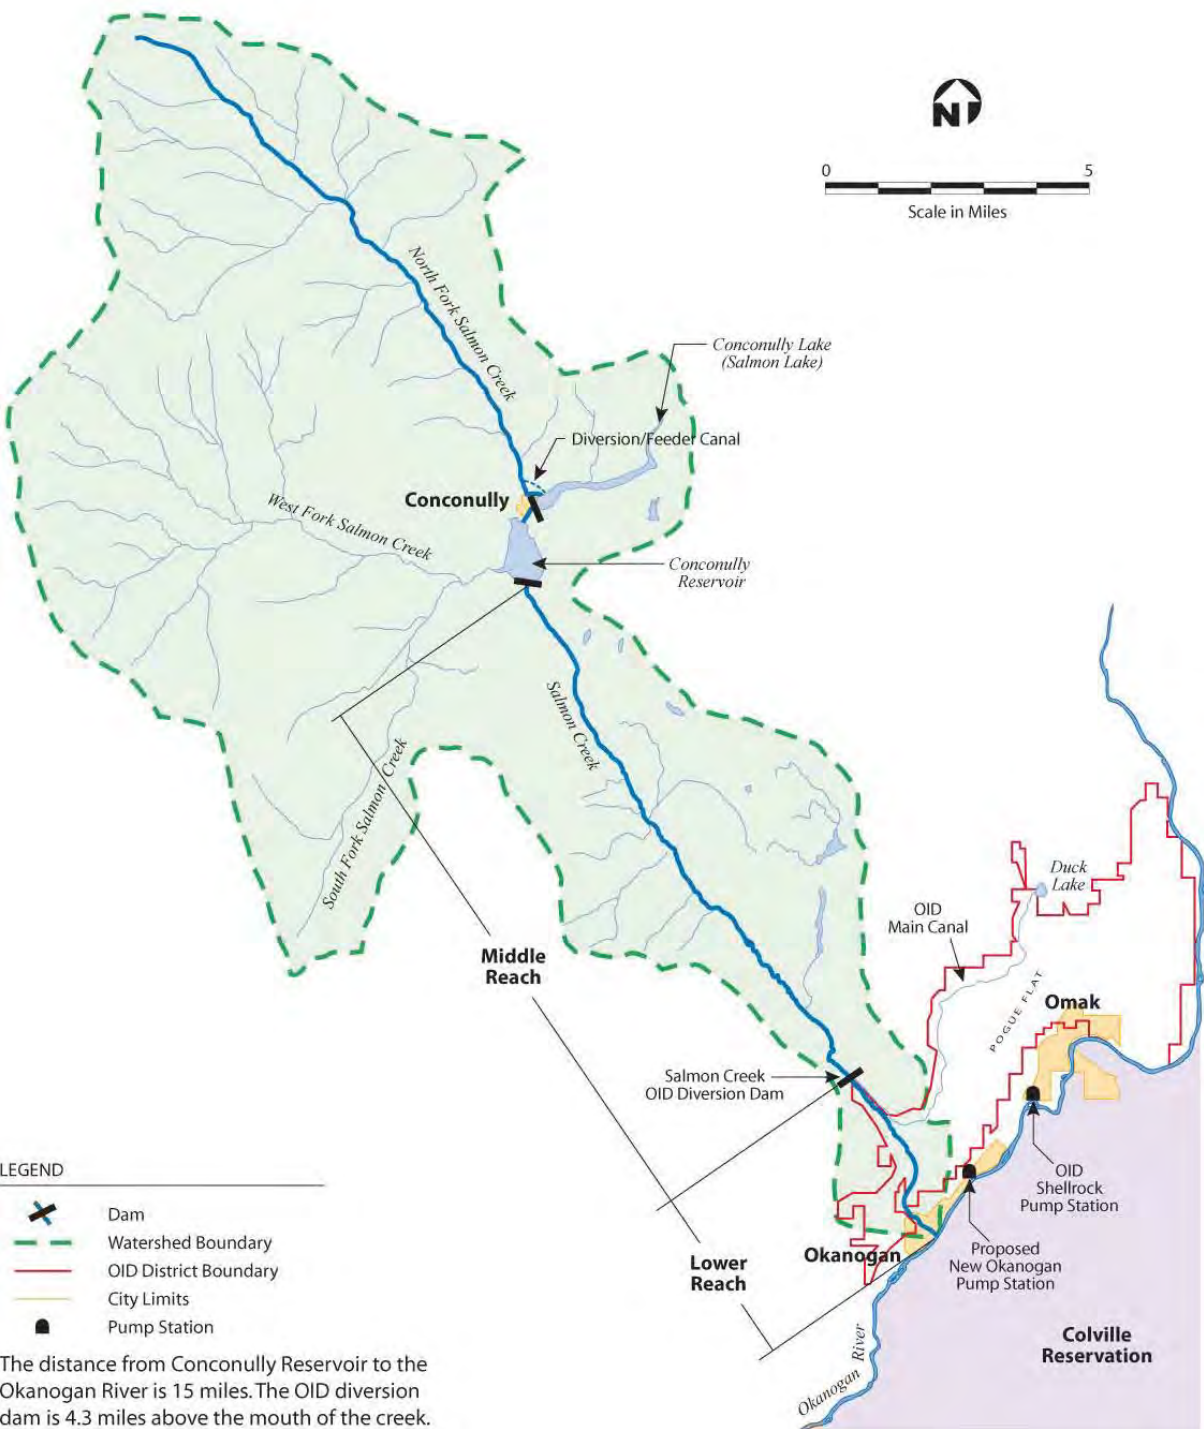 N
0 5
Scale in Miles
North Fork Salmon Creek
Conconully Lake
(Salmon Lake)
Diversion/Feeder Canal
Conconully
West Fork Salmon Creek
Conconully
Reservoir
Salmon Creek
South Fork Salmon Creek
Duck
Lake
OID
Main Canal
Middle
Reach
POGUE FLAT
Omak
Salmon Creek
OID Diversion Dam
OID
Shellrock
Pump Station
Proposed
New Okanogan
Pump Station
Okanogan
Lower
Reach
Colville
Reservation
Okanogan River
LEGEND
Dam
Watershed Boundary
OID District Boundary
City Limits
Pump Station
The distance from Conconully Reservoir to the
Okanogan River is 15 miles. The OID diversion
dam is 4.3 miles above the mouth of the creek.